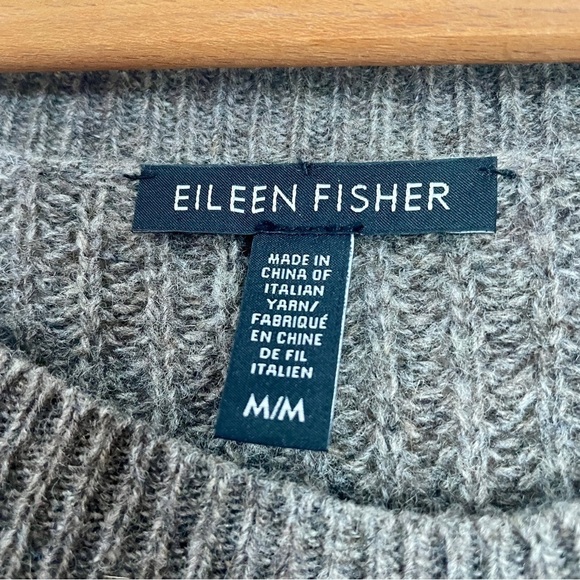 EILEEN FISHER
MADE IN
CHINA OF
ITALIAN
YARN/
FABRIQUÉ
EN CHINE
DE FIL
ITALIEN
M/M